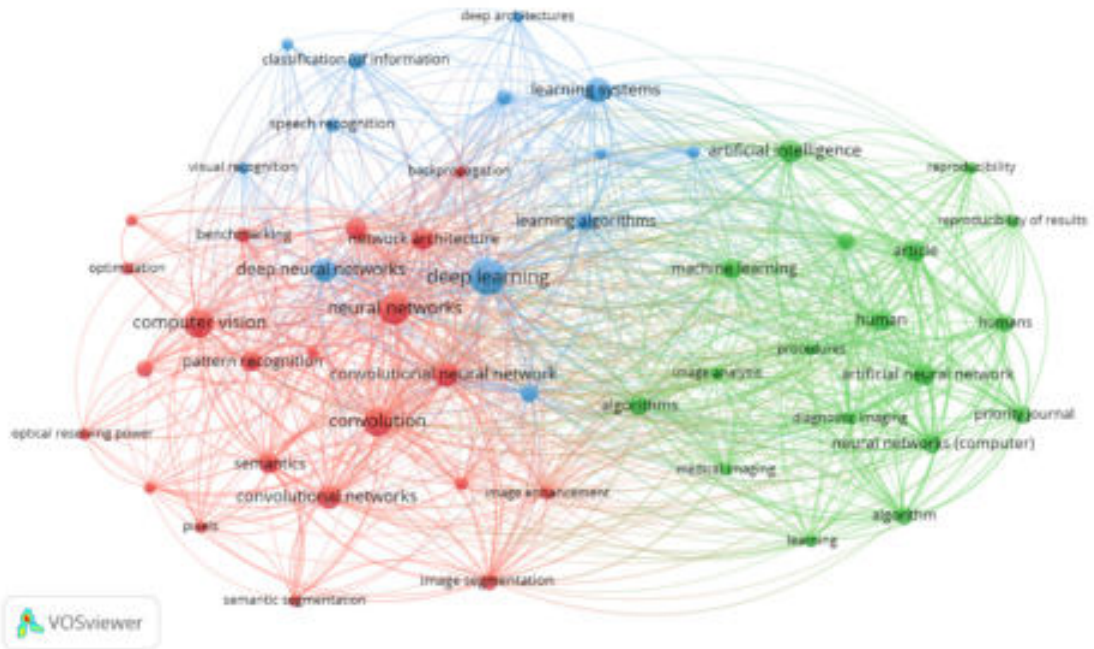 deep architectures
classification (of information)
learning systems
speech recognition
artificial intelligence
visual recognition
backpropagation
reproducibility
learning algorithms
reproducibility of results
benchmarking
network architecture
article
optimization
deep neural networks
deep learning
machine learning
neural networks
computer vision
human
humans
procedures
pattern recognition
convolutional neural network
image analysis
artificial neural network
algorithms
convolution
diagnostic imaging
priority journal
optical resolving power
neural networks (computer)
semantics
medical imaging
convolutional networks
image enhancement
pixels
algorithm
learning
image segmentation
semantic segmentation
VOSviewer